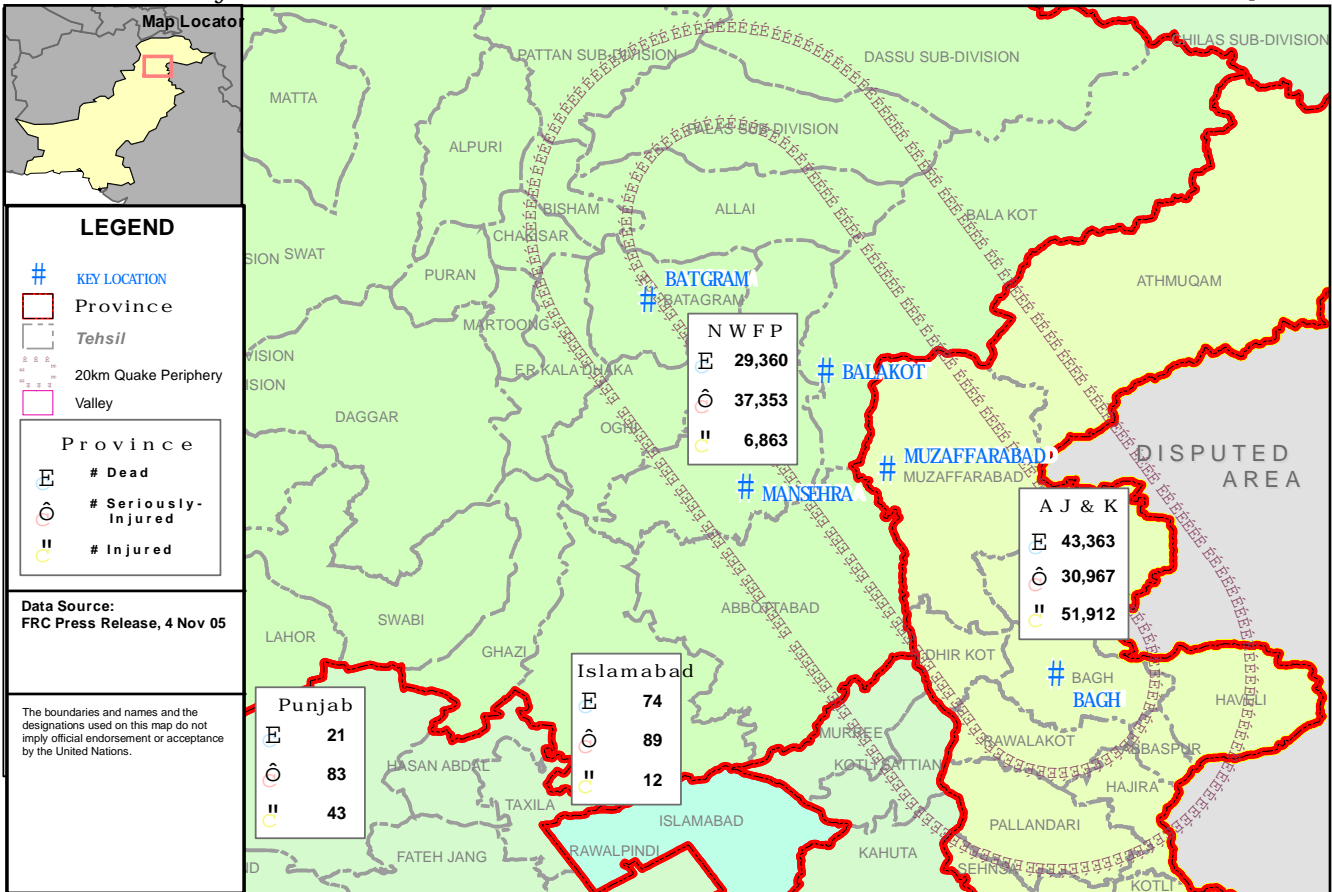 Map Locator
LEGEND
# KEY LOCATION
Province
Tehsil
20km Quake Periphery
Valley
Province
E # Dead
Ô # Seriously-
Injured
" # Injured
Data Source:
FRC Press Release, 4 Nov 05
The boundaries and names and the
designations used on this map do not
imply official endorsement or acceptance
by the United Nations.
PATTAN SUB-DIVISION
DASSU SUB-DIVISION
CHILAS SUB-DIVISION
MATTA
PALAS SUB-DIVISION
ALPURI
BISHAM
ALLAI
BALA KOT
CHAKISAR
SION SWAT
PURAN
BATGRAM
# BATAGRAM
ATHMUQAM
MARTOONG
VISION
F.R KALA DHAKA
ISION
N W F P
E 29,360
Ô 37,353
" 6,863
# BALAKOT
DAGGAR
OGHI
# MUZAFFARABAD
MUZAFFARABAD
DISPUTED
AREA
# MANSEHRA
A J & K
E 43,363
Ô 30,967
" 51,912
ABBOTTABAD
SWABI
LAHOR
GHAZI
DHIR KOT
# BAGH
BAGH
HAVELI
Islamabad
E 74
Ô 89
" 12
Punjab
E 21
Ô 83
" 43
MURREE
RAWALAKOT
ABBASPUR
HASAN ABDAL
KOTLI SATTIAN
HAJIRA
TAXILA
ISLAMABAD
PALLANDARI
FATEH JANG
RAWALPINDI
KAHUTA
SEHNSA
ND
KOTLI